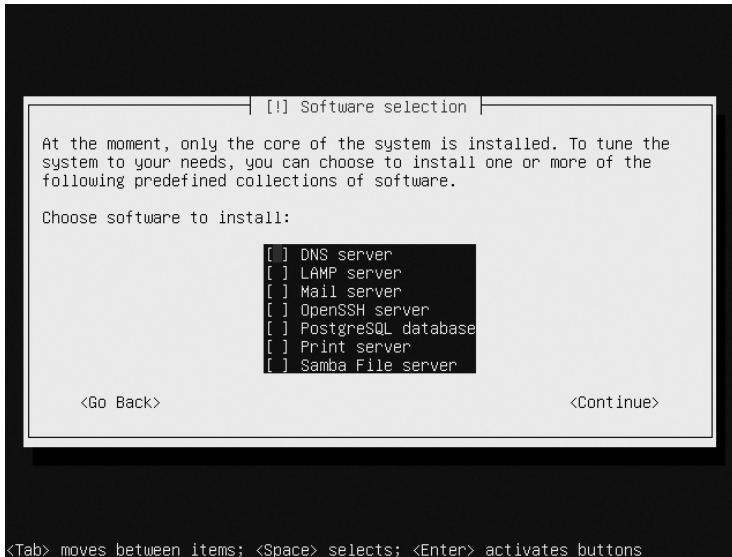 [!] Software selection
At the moment, only the core of the system is installed. To tune the
system to your needs, you can choose to install one or more of the
following predefined collections of software.
Choose software to install:
[ ] DNS server
[ ] LAMP server
[ ] Mail server
[ ] OpenSSH server
[ ] PostgreSQL database
[ ] Print server
[ ] Samba File server
<Go Back> <Continue>
<Tab> moves between items; <Space> selects; <Enter> activates buttons